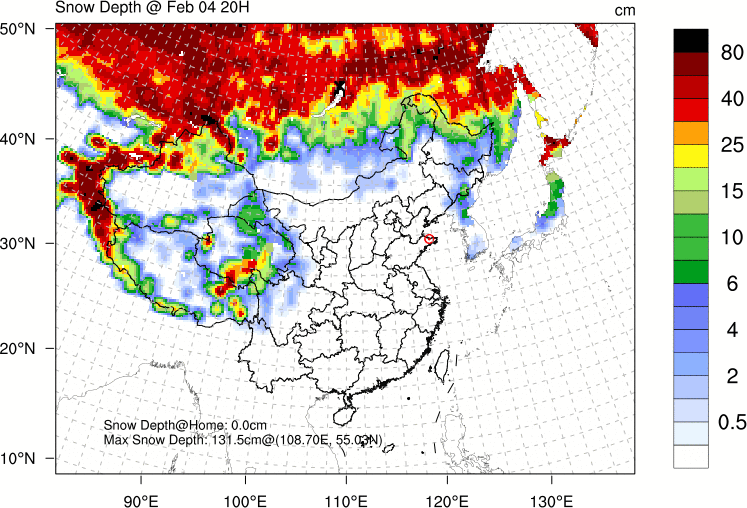 Snow Depth @ Feb 04 20H
cm
50°N
40°N
30°N
20°N
10°N
Snow Depth@Home: 0.0cm
Max Snow Depth: 131.5cm@(108.70E, 55.03N)
90°E 100°E 110°E 120°E 130°E
80
40
25
15
10
6
4
2
0.5